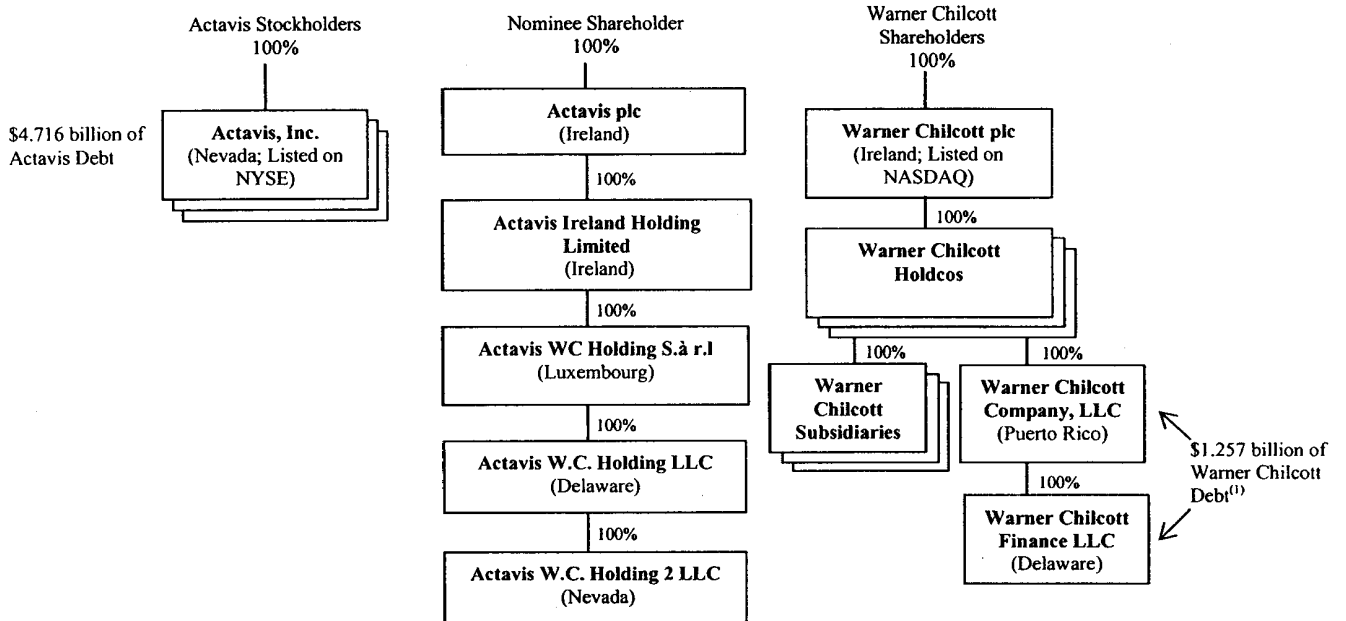 Actavis Stockholders
100%
$4.716 billion of
Actavis Debt
Actavis, Inc.
(Nevada; Listed on
NYSE)
Nominee Shareholder
100%
Actavis plc
(Ireland)
100%
Actavis Ireland Holding
Limited
(Ireland)
100%
Actavis WC Holding S.à r.l
(Luxembourg)
100%
Actavis W.C. Holding LLC
(Delaware)
100%
Actavis W.C. Holding 2 LLC
(Nevada)
Warner Chilcott
Shareholders
100%
Warner Chilcott plc
(Ireland; Listed on
NASDAQ)
100%
Warner Chilcott
Holdcos
100%
Warner
Chilcott
Subsidiaries
100%
Warner Chilcott
Company, LLC
(Puerto Rico)
100%
Warner Chilcott
Finance LLC
(Delaware)
$1.257 billion of
Warner Chilcott
Debt(1)